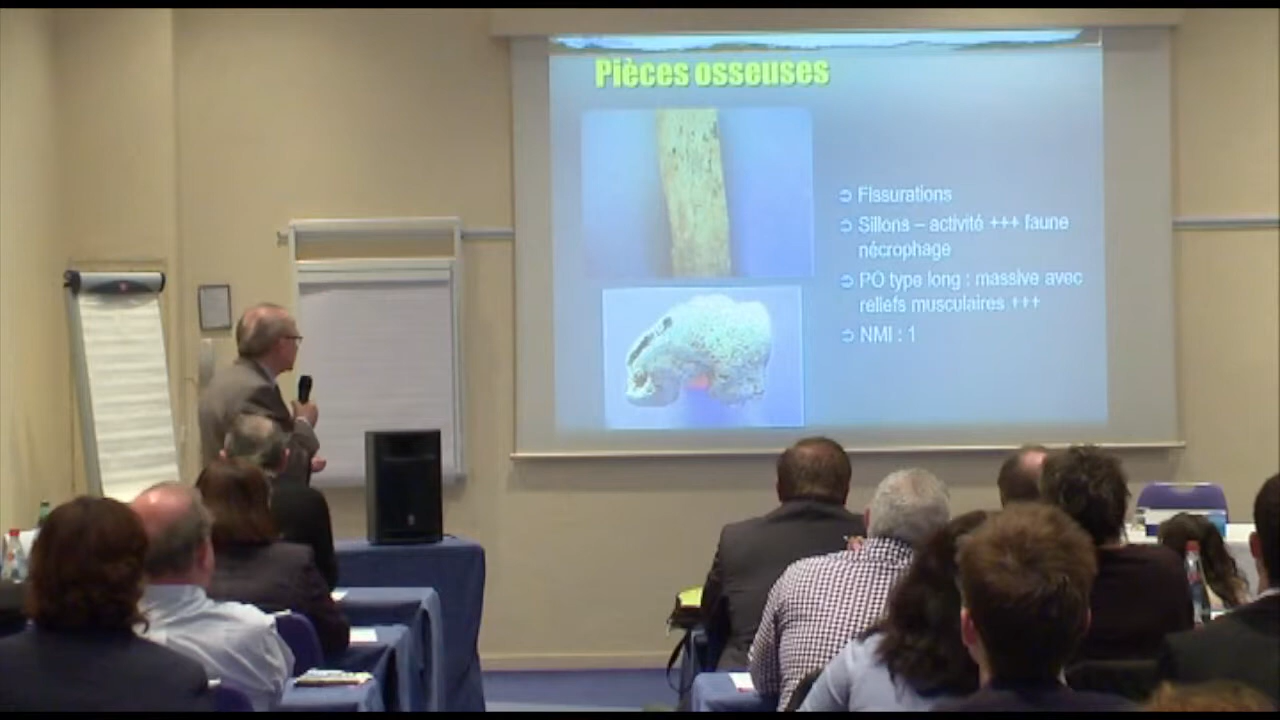 Pièces osseuses
➲ Fissurations
➲ Sillons – activité +++ faune
nécrophage
➲ PO type long : massive avec
reliefs musculaires +++
➲ NMI : 1